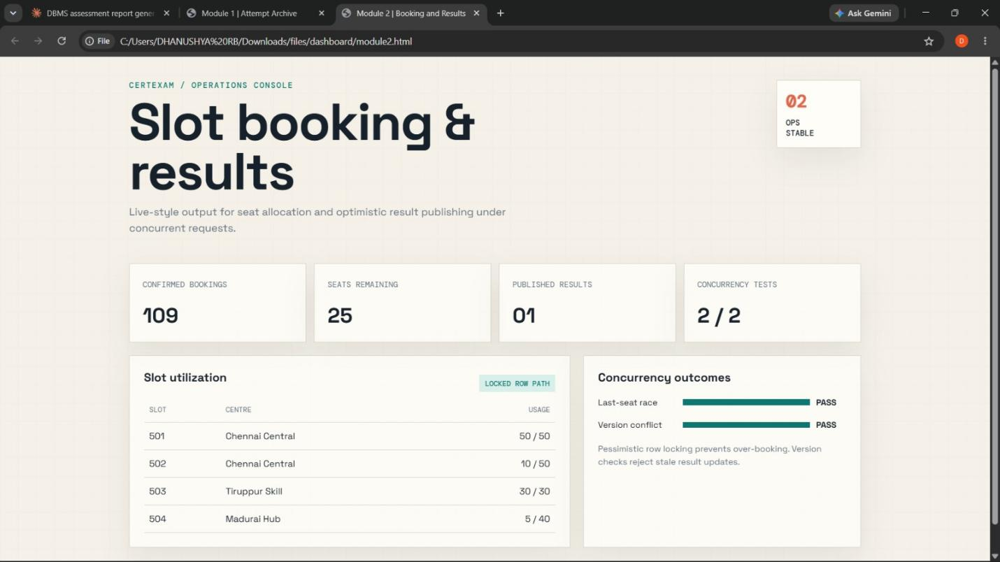 DBMS assessment report gener
Module 1 | Attempt Archive
Module 2 | Booking and Results
Ask Gemini
File
C:/Users/DHANUSHYA%20RB/Downloads/files/dashboard/module2.html
D
CERTEXAM / OPERATIONS CONSOLE
Slot booking &
results
Live-style output for seat allocation and optimistic result publishing under
concurrent requests.
02
OPS
STABLE
CONFIRMED BOOKINGS
109
SEATS REMAINING
25
PUBLISHED RESULTS
01
CONCURRENCY TESTS
2 / 2
Slot utilization
LOCKED ROW PATH
SLOT CENTRE USAGE
501 Chennai Central 50 / 50
502 Chennai Central 10 / 50
503 Tiruppur Skill 30 / 30
504 Madurai Hub 5 / 40
Concurrency outcomes
Last-seat race PASS
Version conflict PASS
Pessimistic row locking prevents over-booking. Version
checks reject stale result updates.